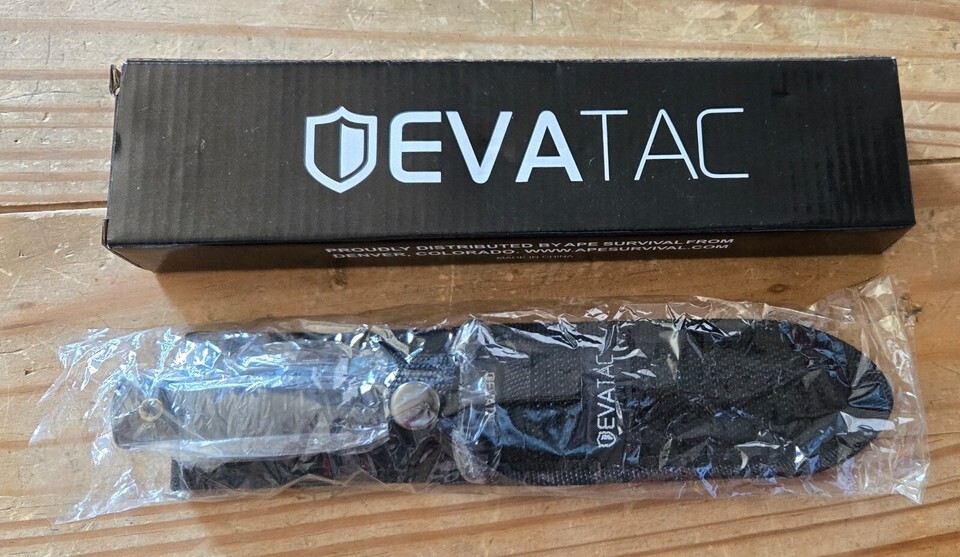 EVATAC
PROUDLY DISTRIBUTED BY APE SURVIVAL FROM
DENVER, COLORADO. WWW.APESURVIVAL.COM
MADE IN CHINA
EVATAC